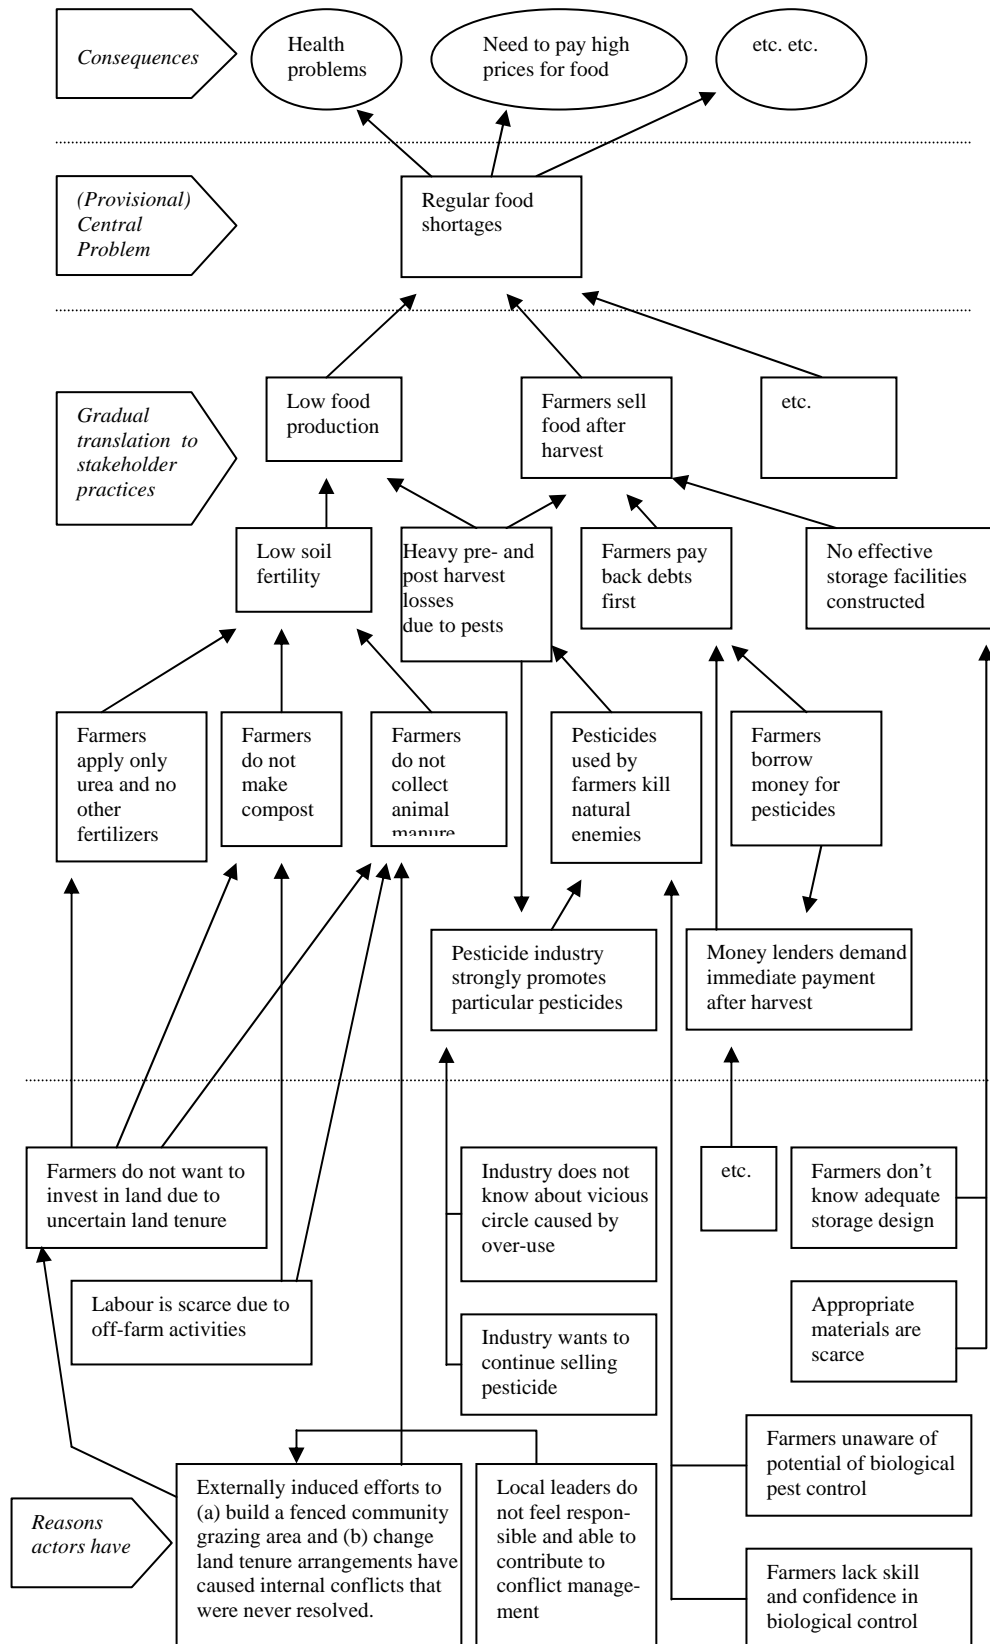 Consequences
Health
problems
Need to pay high
prices for food
etc. etc.
(Provisional)
Central
Problem
Regular food
shortages
Gradual
translation to
stakeholder
practices
Low food
production
Farmers sell
food after
harvest
etc.
Low soil
fertility
Heavy pre- and
post harvest
losses
due to pests
Farmers pay
back debts
first
No effective
storage facilities
constructed
Farmers
apply only
urea and no
other
fertilizers
Farmers
do not
make
compost
Farmers
do not
collect
animal
manure
Pesticides
used by
farmers kill
natural
enemies
Farmers
borrow
money for
pesticides
Pesticide industry
strongly promotes
particular pesticides
Money lenders demand
immediate payment
after harvest
Farmers do not want to
invest in land due to
uncertain land tenure
Industry does not
know about vicious
circle caused by
over-use
etc.
Farmers don’t
know adequate
storage design
Labour is scarce due to
off-farm activities
Industry wants to
continue selling
pesticide
Appropriate
materials are
scarce
Reasons
actors have
Externally induced efforts to
(a) build a fenced community
grazing area and (b) change
land tenure arrangements have
caused internal conflicts that
were never resolved.
Local leaders do
not feel respon-
sible and able to
contribute to
conflict manage-
ment
Farmers unaware of
potential of biological
pest control
Farmers lack skill
and confidence in
biological control